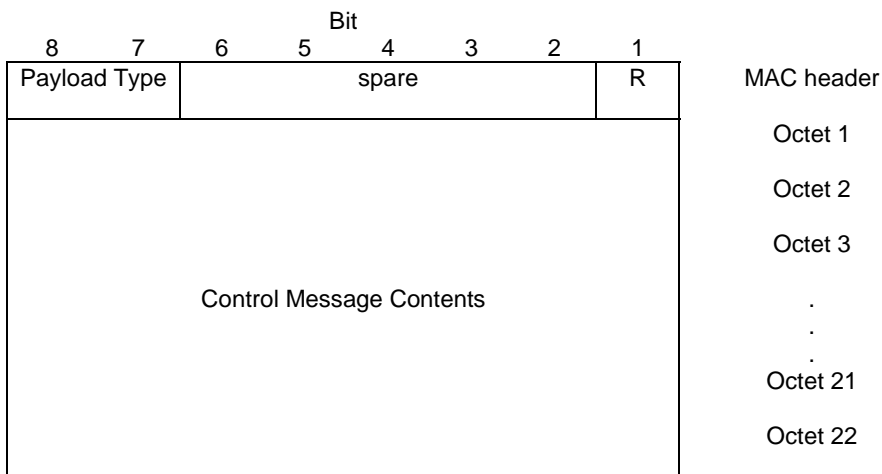 Bit
8 7 6 5 4 3 2 1
Payload Type spare R MAC header
Octet 1
Octet 2
Octet 3
Control Message Contents .
.
.
Octet 21
Octet 22